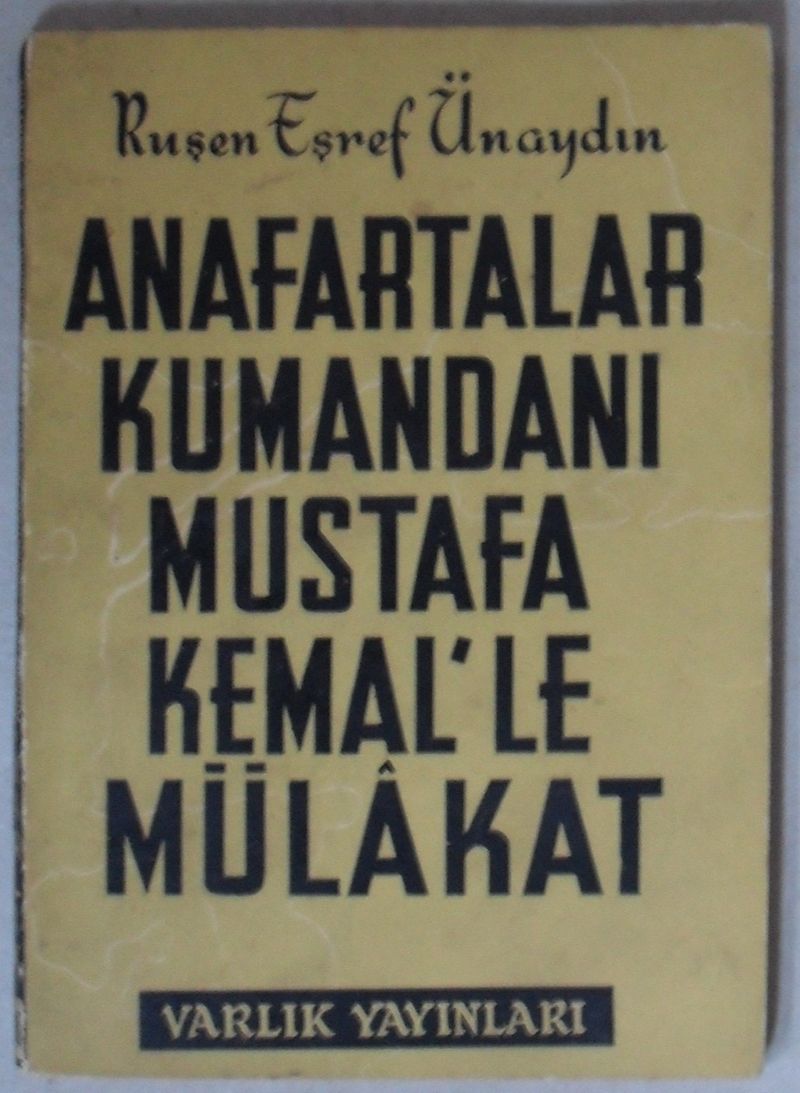 Ruşen Eşref Ünaydın
ANAFARTALAR
KUMANDANI
MUSTAFA
KEMAL'LE
MÜLÂKAT
VARLIK YAYINLARI